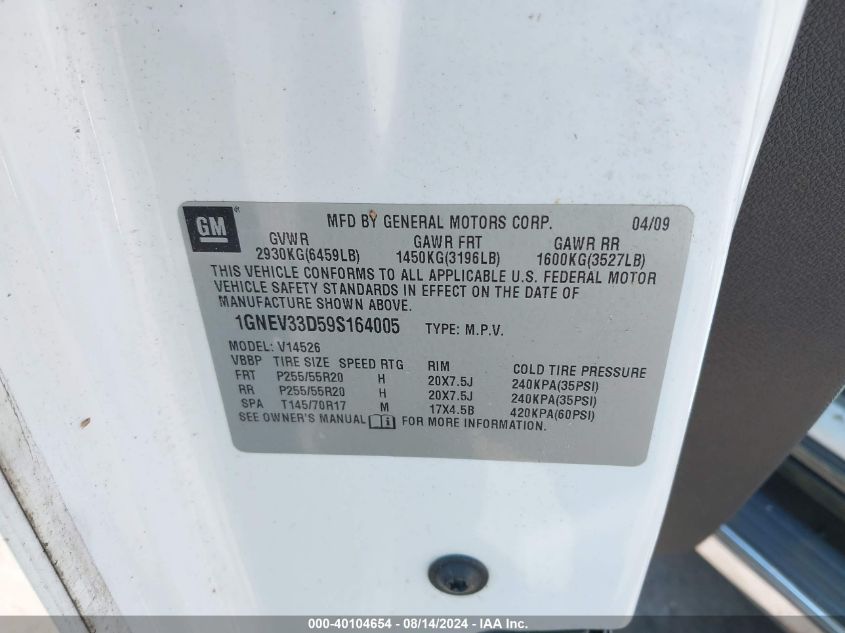 GM ® MFD BY GENERAL MOTORS CORP. 04/09
GVWR GAWR FRT GAWR RR
2930KG(6459LB) 1450KG(3196LB) 1600KG(3527LB)
THIS VEHICLE CONFORMS TO ALL APPLICABLE U.S. FEDERAL MOTOR
VEHICLE SAFETY STANDARDS IN EFFECT ON THE DATE OF
MANUFACTURE SHOWN ABOVE.
1GNEV33D59S164005 TYPE: M.P.V.
MODEL: V14526
VBBP TIRE SIZE SPEED RTG RIM COLD TIRE PRESSURE
FRT P255/55R20 H 20X7.5J 240KPA(35PSI)
RR P255/55R20 H 20X7.5J 240KPA(35PSI)
SPA T145/70R17 M 17X4.5B 420KPA(60PSI)
SEE OWNER'S MANUAL i FOR MORE INFORMATION.
000-40104654 - 08/14/2024 - IAA Inc.